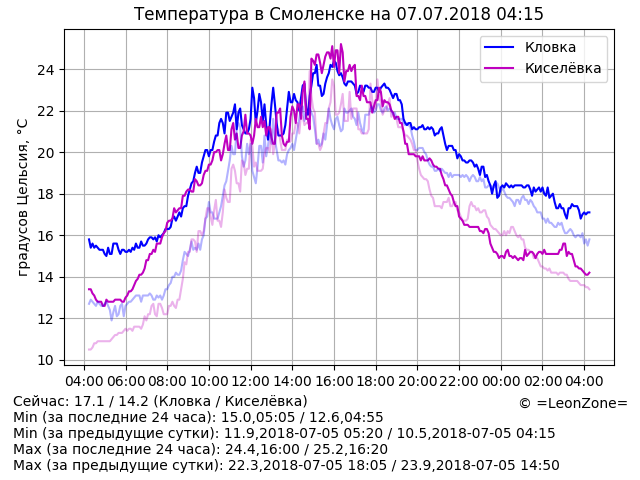 Температура в Смоленске на 07.07.2018 04:15
градусов Цельсия, °С
24
22
20
18
16
14
12
10
Кловка
Киселёвка
04:00 06:00 08:00 10:00 12:00 14:00 16:00 18:00 20:00 22:00 00:00 02:00 04:00
Сейчас: 17.1 / 14.2 (Кловка / Киселёвка)
© =LeonZone=
Min (за последние 24 часа): 15.0,05:05 / 12.6,04:55
Min (за предыдущие сутки): 11.9,2018-07-05 05:20 / 10.5,2018-07-05 04:15
Max (за последние 24 часа): 24.4,16:00 / 25.2,16:20
Max (за предыдущие сутки): 22.3,2018-07-05 18:05 / 23.9,2018-07-05 14:50